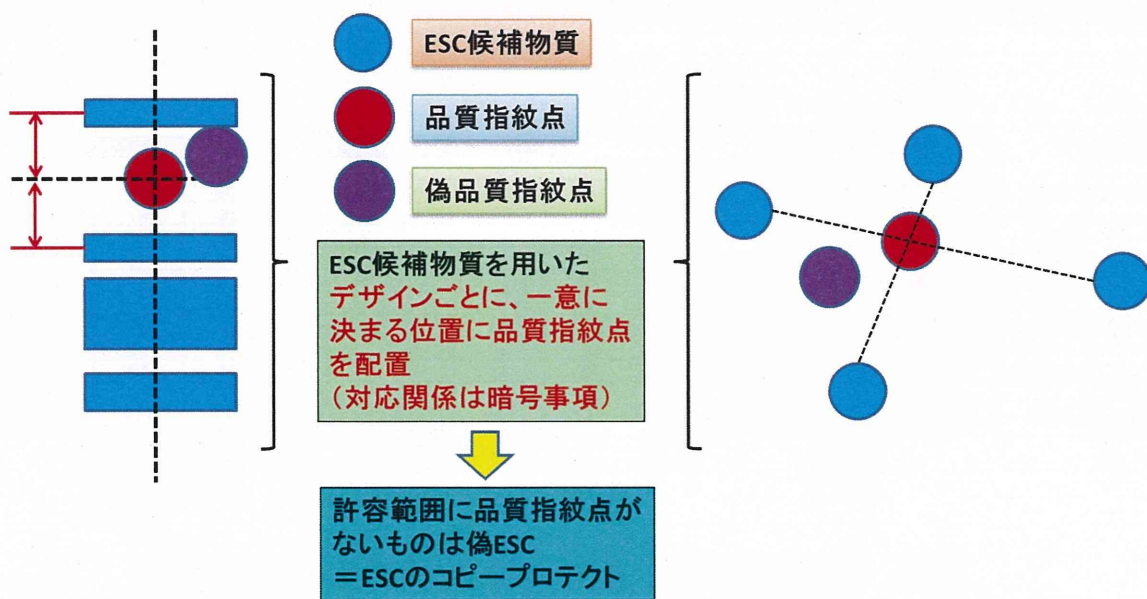 ESC候補物質
品質指紋点
偽品質指紋点
ESC候補物質を用いた
デザインごとに、一意に
決まる位置に品質指紋点
を配置
（対応関係は暗号事項）
許容範囲に品質指紋点が
ないものは偽ESC
＝ESCのコピープロテクト